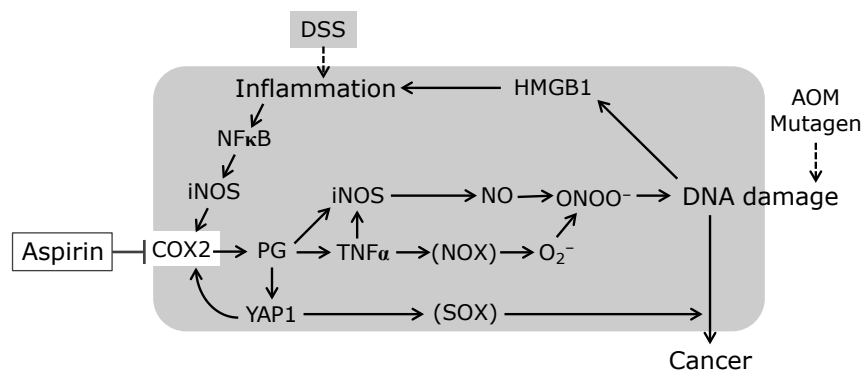 DSS
Inflammation
HMGB1
AOM
Mutagen
NFκB
iNOS
iNOS
NO
ONOO⁻
DNA damage
Aspirin
COX2
PG
TNFα
(NOX)
O₂⁻
YAP1
(SOX)
Cancer